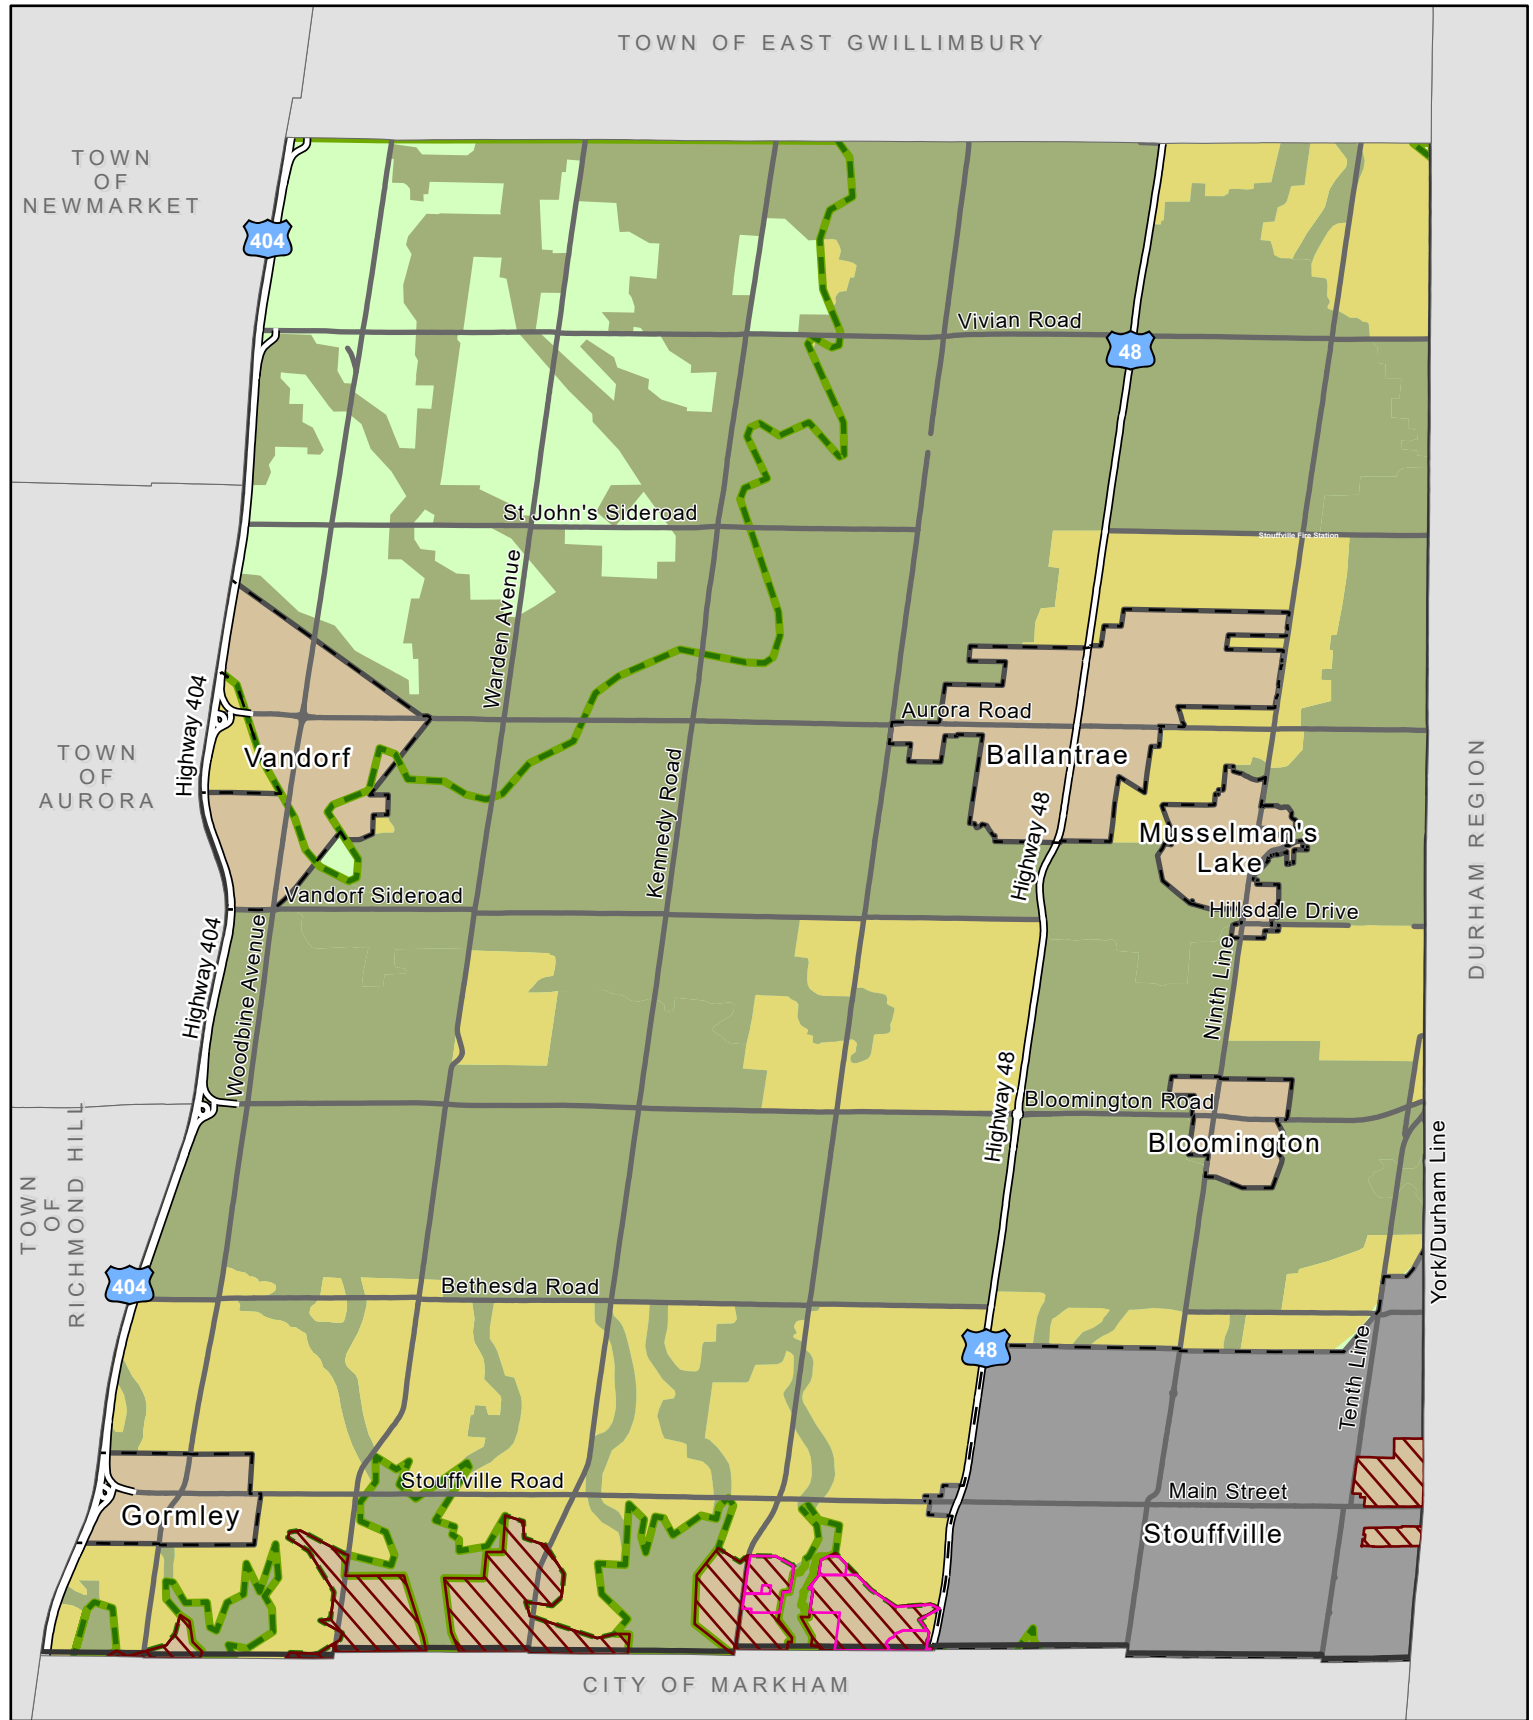 TOWN OF EAST GWILLIMBURY
TOWN
OF
NEWMARKET
404
Vivian Road
48
St John's Sideroad
Stouffville Fire Station
Warden Avenue
Highway 404
Aurora Road
Vandorf
Ballantrae
TOWN
OF
AURORA
Kennedy Road
Highway 48
Musselman's
Lake
DURHAM REGION
Vandorf Sideroad
Hillsdale Drive
Highway 404
Woodbine Avenue
Ninth Line
Highway 48
Bloomington Road
Bloomington
TOWN
OF
RICHMOND HILL
York/Durham Line
404
Bethesda Road
48
Tenth Line
Stouffville Road
Main Street
Gormley
Stouffville
CITY OF MARKHAM